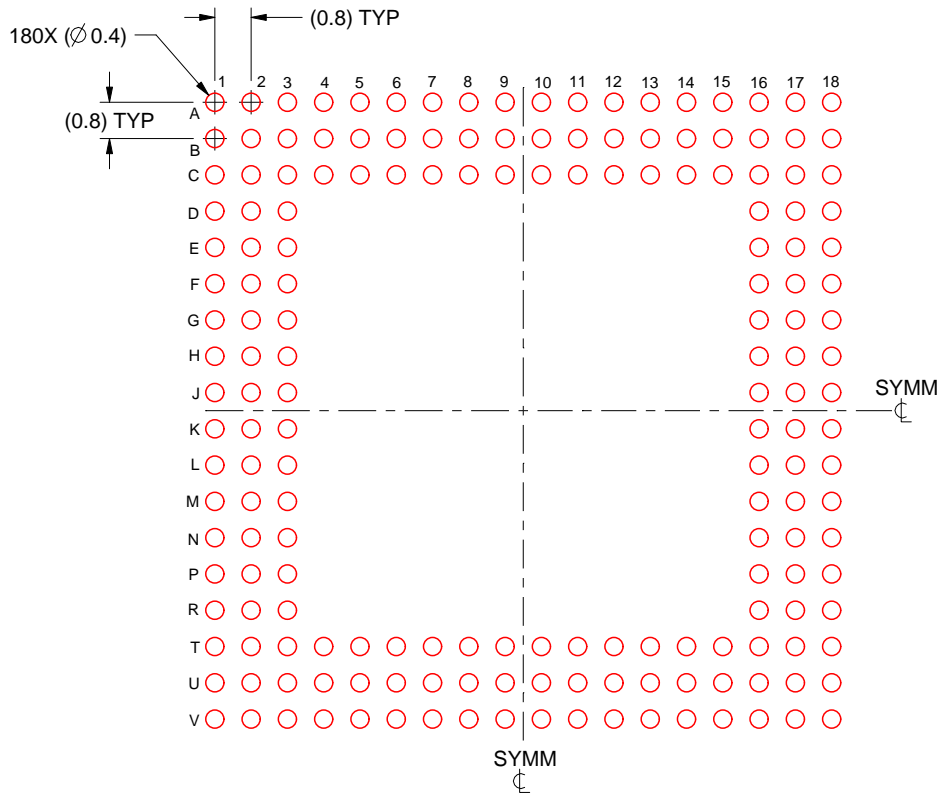 (0.8) TYP
180X (∅ 0.4)
1 2 3 4 5 6 7 8 9 10 11 12 13 14 15 16 17 18
A
(0.8) TYP
B
C
D
E
F
G
H
J
SYMM
K
L
M
N
P
R
T
U
V
SYMM